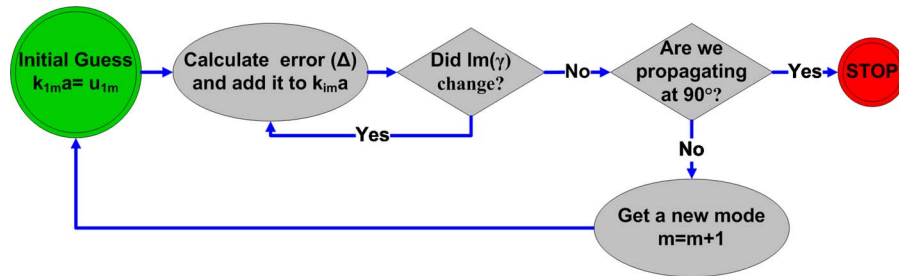 Initial Guess
k₁ₘa= u₁ₘ
Calculate error (Δ)
and add it to kᵢₘa
Did Im(γ)
change?
No
Are we
propagating
at 90°?
Yes
STOP
Yes
No
Get a new mode
m=m+1